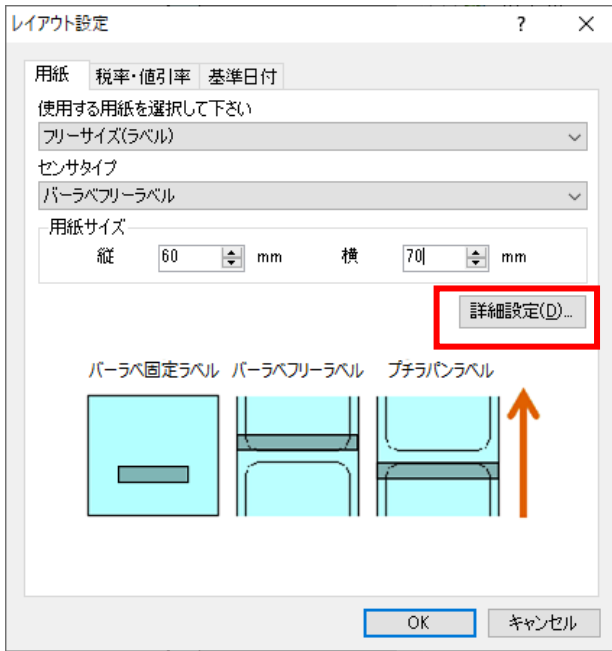 レイアウト設定 ?
用紙 税率・値引率 基準日付
使用する用紙を選択して下さい
フリーサイズ(ラベル)
センサタイプ
バーラベフリーラベル
用紙サイズ
縦 60 mm 横 70 mm
詳細設定(D)...
バーラベ固定ラベル バーラベフリーラベル プチラパンラベル
OK キャンセル